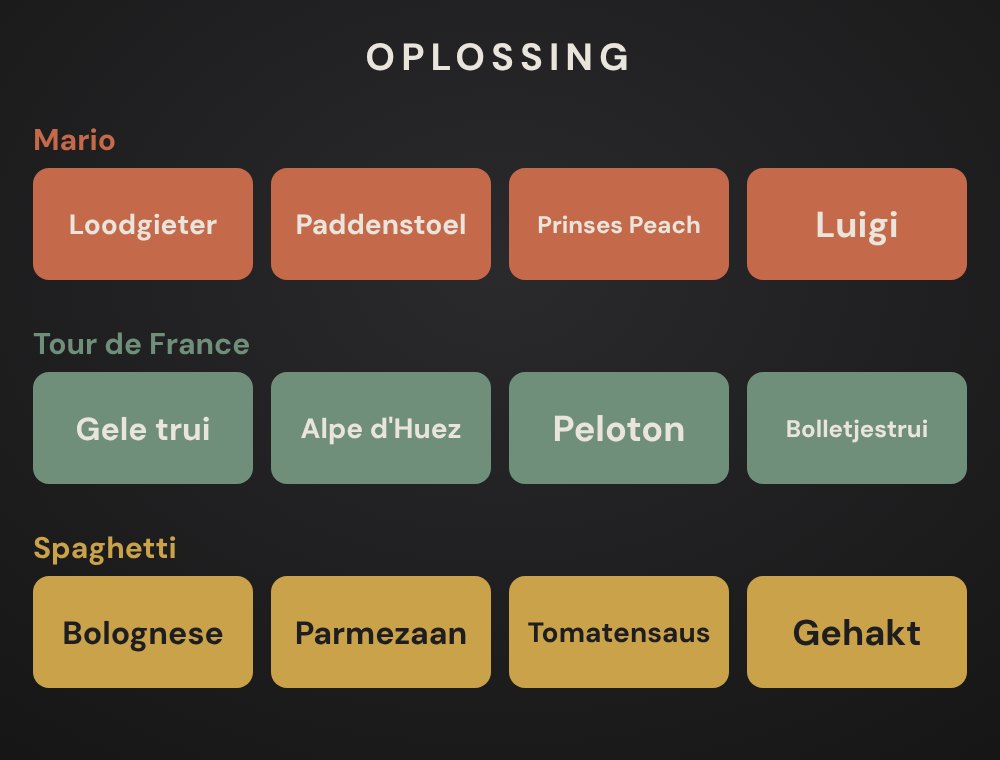 OPLOSSING
Mario
Loodgieter Paddenstoel Prinses Peach Luigi
Tour de France
Gele trui Alpe d'Huez Peloton Bolletjestrui
Spaghetti
Bolognese Parmezaan Tomatensaus Gehakt